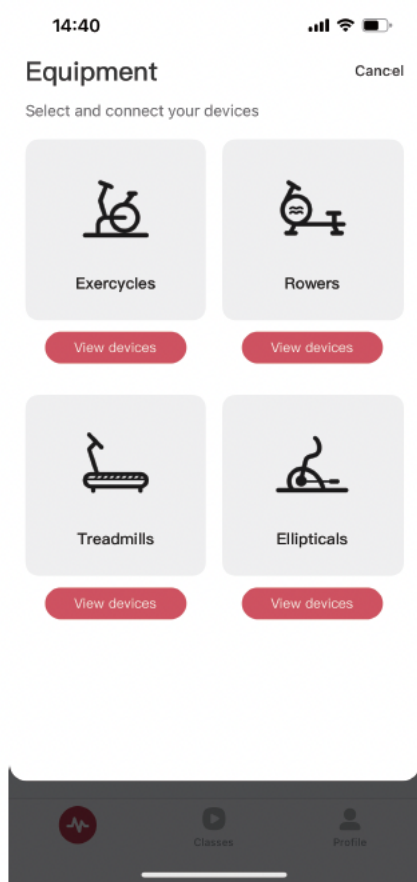 14:40
Equipment
Cancel
Select and connect your devices
Exercycles
Rowers
View devices
View devices
Treadmills
Ellipticals
View devices
View devices
Classes
Profile